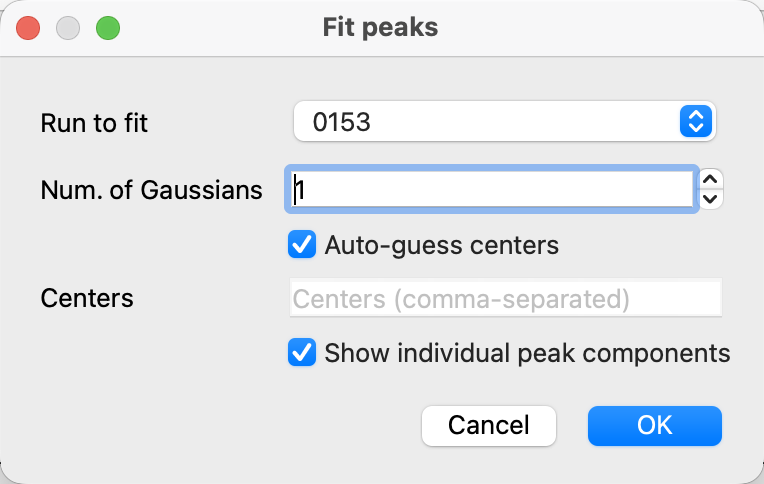 Fit peaks
Run to fit 0153
Num. of Gaussians 1
Auto-guess centers
Centers Centers (comma-separated)
Show individual peak components
Cancel OK